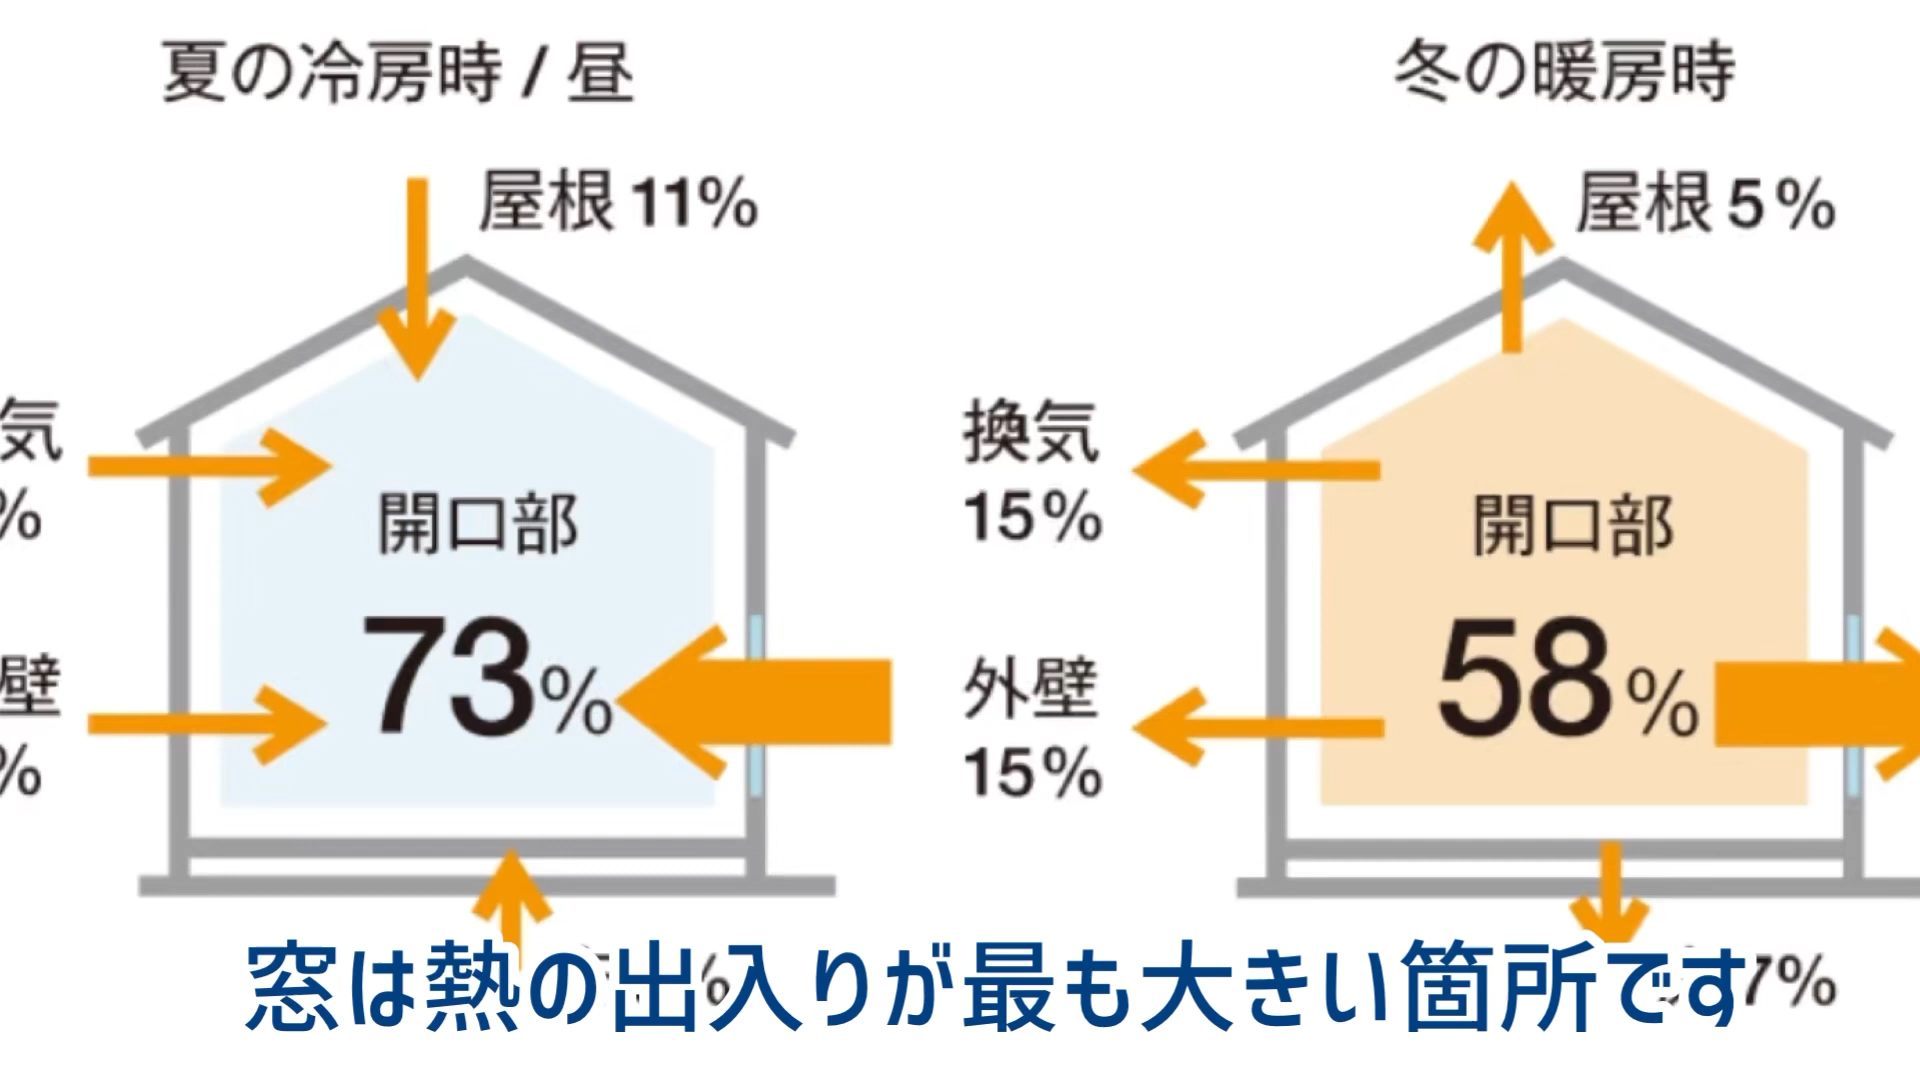 夏の冷房時 / 昼
屋根 11%
気
%
開口部
73%
壁
%
冬の暖房時
屋根 5%
換気
15%
開口部
58%
外壁
15%
7%
窓は熱の出入りが最も大きい箇所です